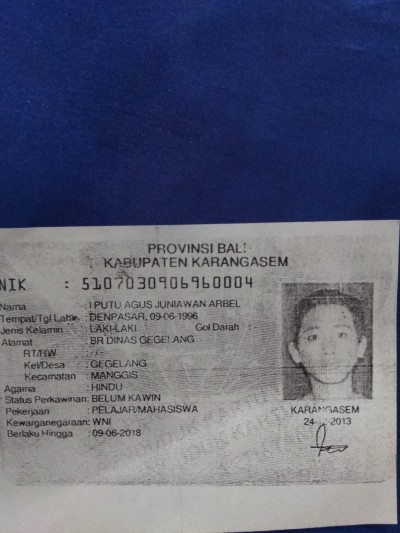 PROVINSI BALI
KABUPATEN KARANGASEM
NIK : 5107030906960004
Nama : I PUTU AGUS JUNIAWAN ARBEL
Tempat/Tgl Lahir : DENPASAR, 09-06-1996
Jenis Kelamin : LAKI-LAKI Gol Darah :
Alamat : BR DINAS GEGELANG
RT/RW : -/-
Kel/Desa : GEGELANG
Kecamatan : MANGGIS
Agama : HINDU
Status Perkawinan: BELUM KAWIN
Pekerjaan : PELAJAR/MAHASISWA
Kewarganegaraan: WNI
Berlaku Hingga : 09-06-2018
KARANGASEM
2013